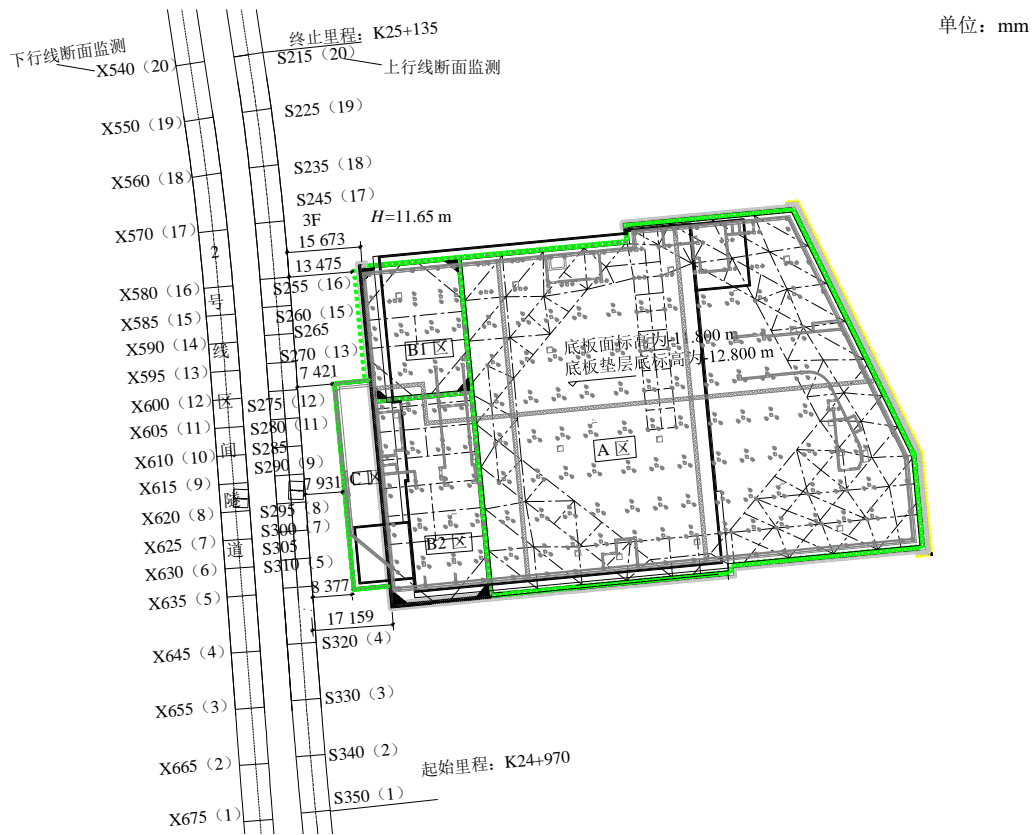 单位：mm
终止里程：K25+135
下行线断面监测
上行线断面监测
X540（20）
X550（19）
X560（18）
X570（17）
X580（16）
X585（15）
X590（14）
X595（13）
X600（12）
X605（11）
X610（10）
X615（9）
X620（8）
X625（7）
X630（6）
X635（5）
X645（4）
X655（3）
X665（2）
X675（1）
2号线区间隧道
S215（20）
S225（19）
S235（18）
S245（17）
3F
H=11.65 m
15 673
13 475
S255（16）
S260（15）
S265
S270（13）
7 421
S275（12）
S280（11）
S285
S290（9）
7 931
S295（8）
S300（7）
S305
S310（5）
8 377
17 159
S320（4）
S330（3）
S340（2）
S350（1）
起始里程：K24+970
B1 区
B2 区
C 区
A 区
底板面标高为-11.800 m
底板垫层底标高为-12.800 m